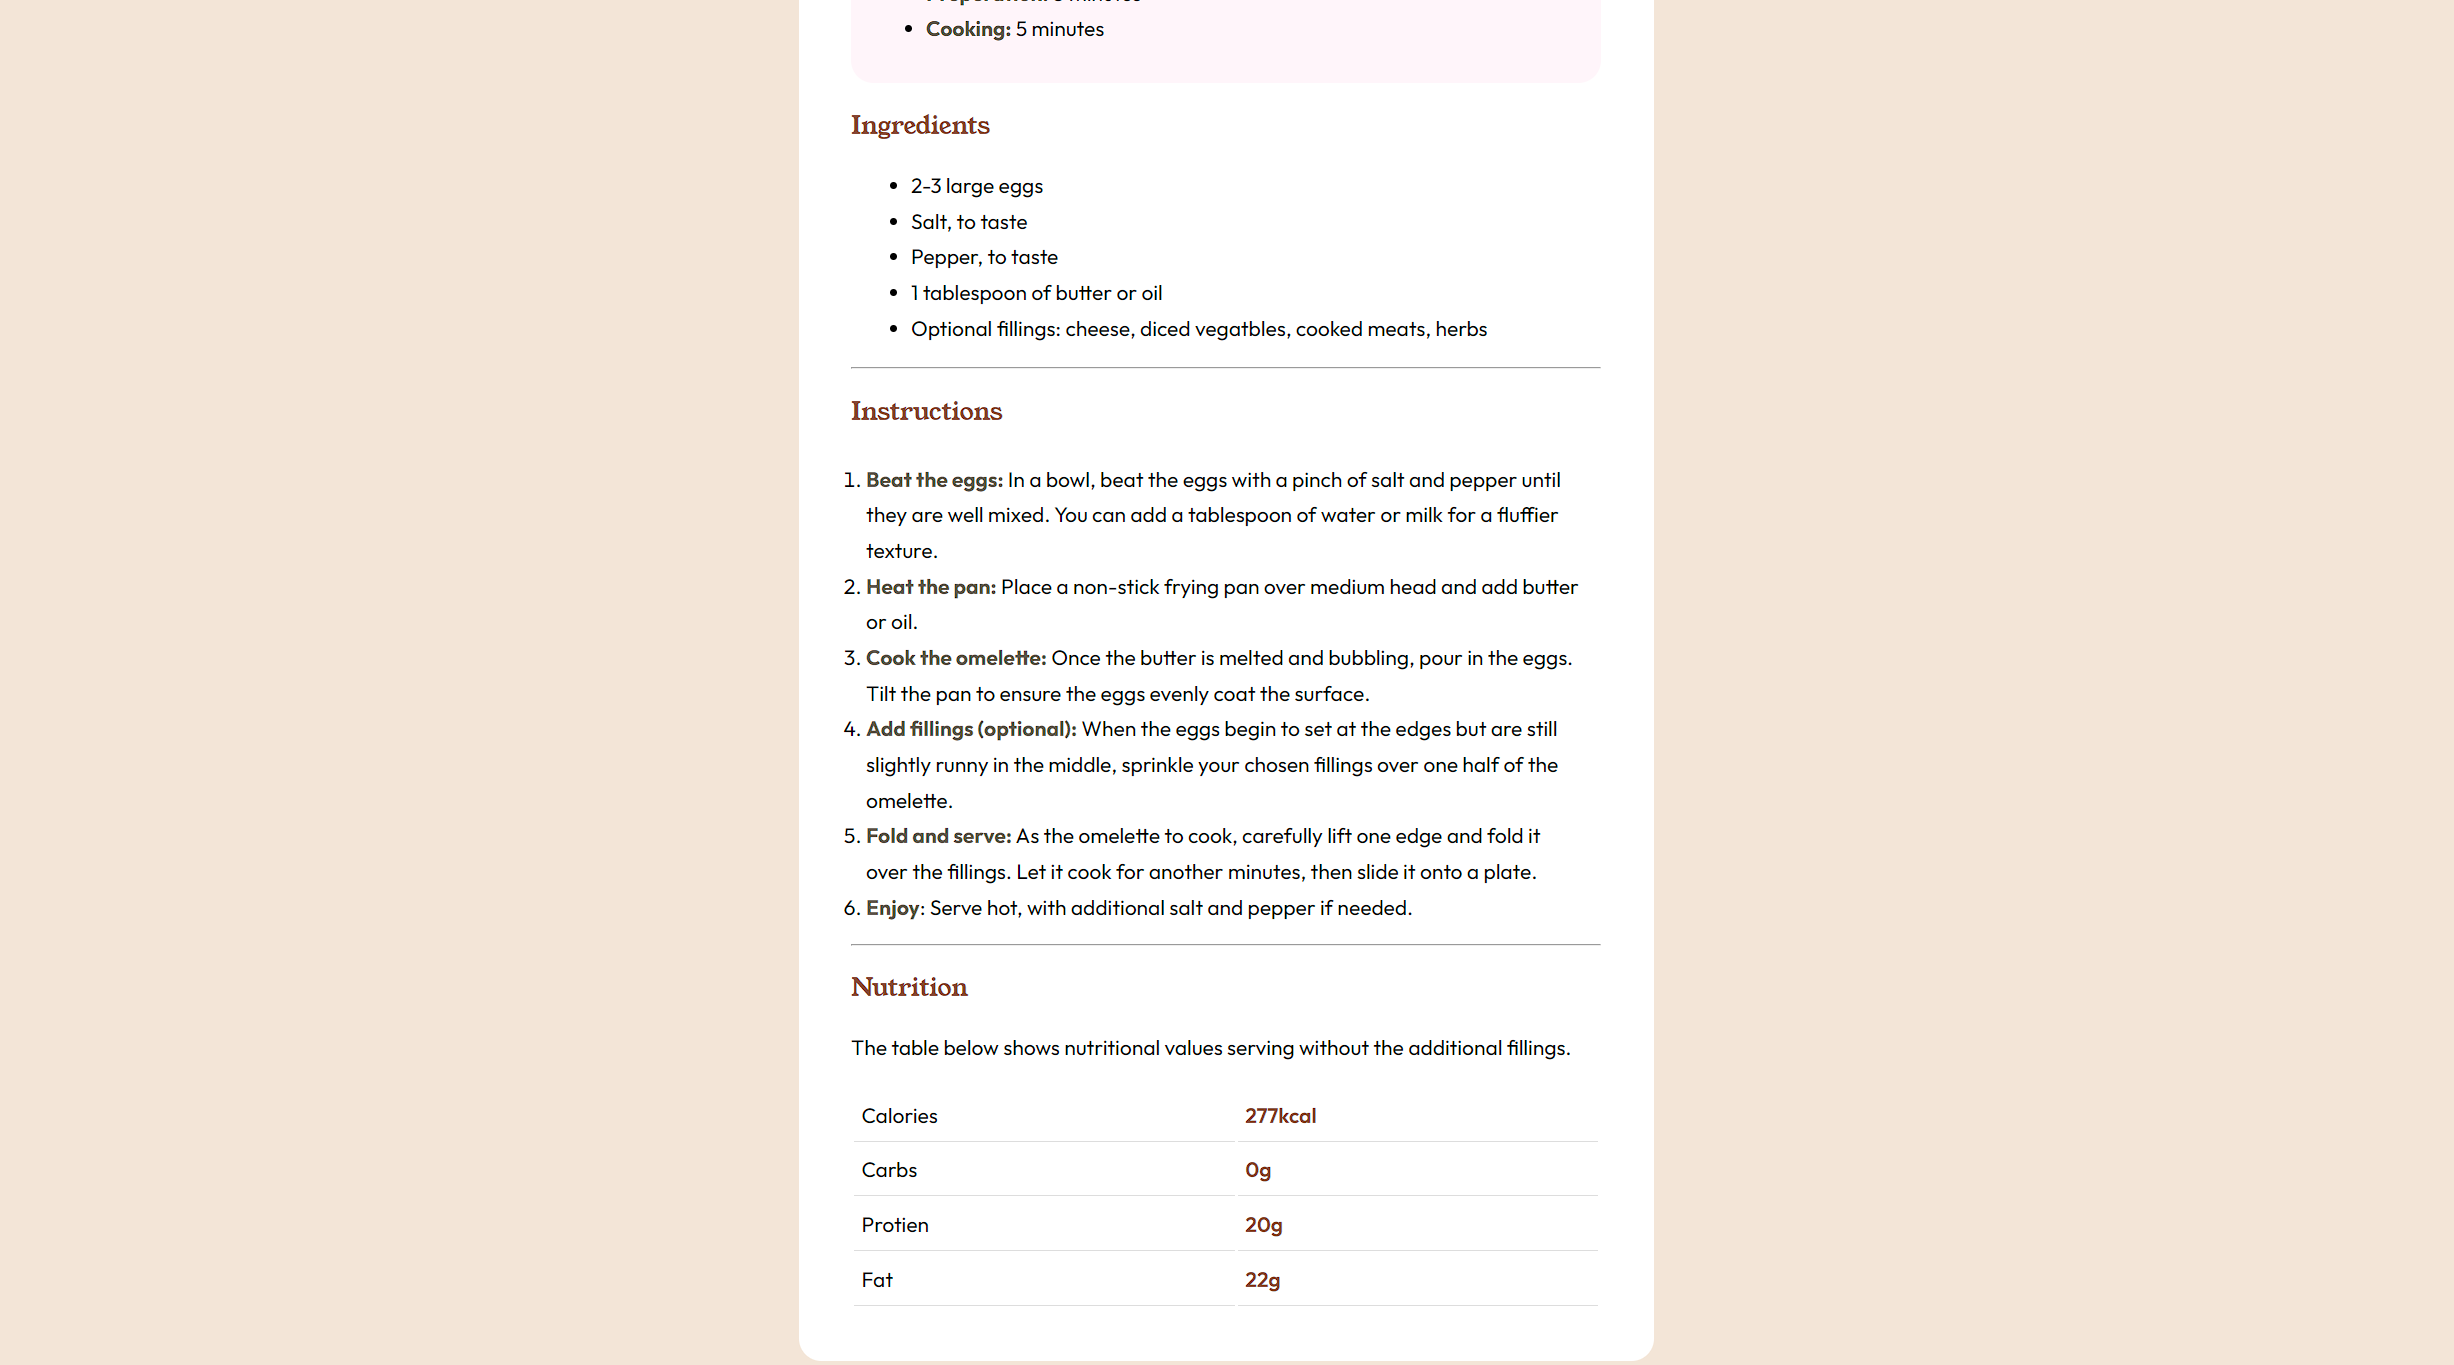 Cooking: 5 minutes
Ingredients
2-3 large eggs
Salt, to taste
Pepper, to taste
1 tablespoon of butter or oil
Optional fillings: cheese, diced vegatbles, cooked meats, herbs
Instructions
1. Beat the eggs: In a bowl, beat the eggs with a pinch of salt and pepper until
they are well mixed. You can add a tablespoon of water or milk for a fluffier
texture.
2. Heat the pan: Place a non-stick frying pan over medium head and add butter
or oil.
3. Cook the omelette: Once the butter is melted and bubbling, pour in the eggs.
Tilt the pan to ensure the eggs evenly coat the surface.
4. Add fillings (optional): When the eggs begin to set at the edges but are still
slightly runny in the middle, sprinkle your chosen fillings over one half of the
omelette.
5. Fold and serve: As the omelette to cook, carefully lift one edge and fold it
over the fillings. Let it cook for another minutes, then slide it onto a plate.
6. Enjoy: Serve hot, with additional salt and pepper if needed.
Nutrition
The table below shows nutritional values serving without the additional fillings.
Calories 277kcal
Carbs 0g
Protien 20g
Fat 22g